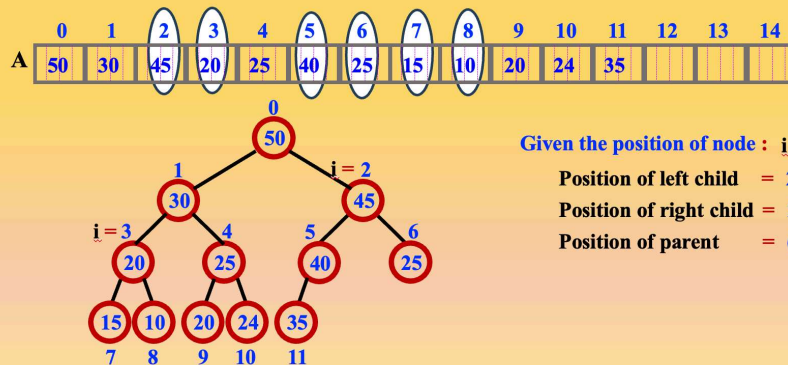 0 1 2 3 4 5 6 7 8 9 10 11 12 13 14
A 50 30 45 20 25 40 25 15 10 20 24 35
0
50
Given the position of node : i
1 i = 2
30 45
Position of left child =
Position of right child =
i = 3 4 5 6
Position of parent =
20 25 40 25
15 10 20 24 35
7 8 9 10 11